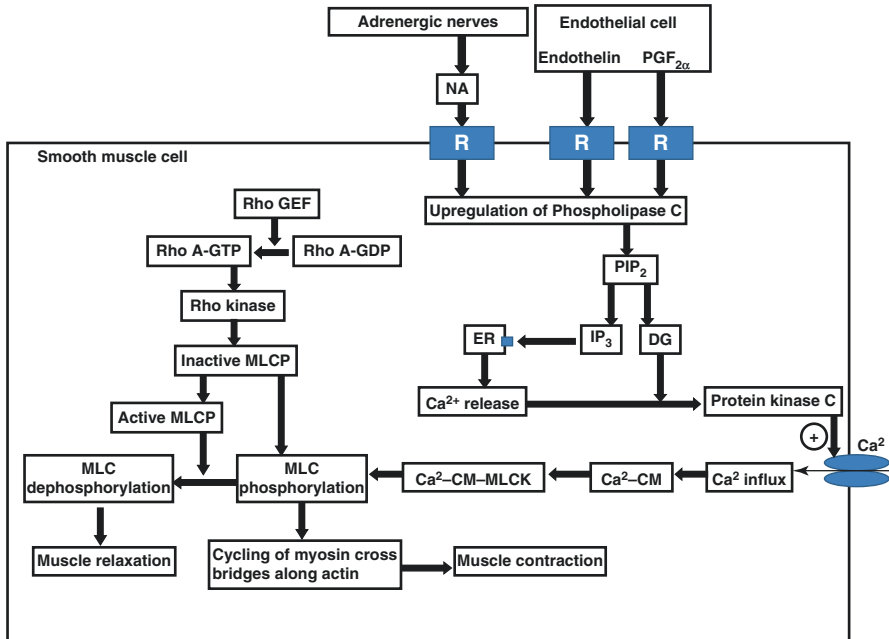 Adrenergic nerves
Endothelial cell
Endothelin PGF2α
NA
R R R
Smooth muscle cell
Rho GEF
Upregulation of Phospholipase C
Rho A-GTP Rho A-GDP
PIP2
Rho kinase
ER IP3 DG
Inactive MLCP
Active MLCP
Ca2+ release
Protein kinase C
+
Ca2
MLC
dephosphorylation
MLC
phosphorylation
Ca2–CM–MLCK
Ca2–CM
Ca2 influx
Muscle relaxation
Cycling of myosin cross
bridges along actin
Muscle contraction